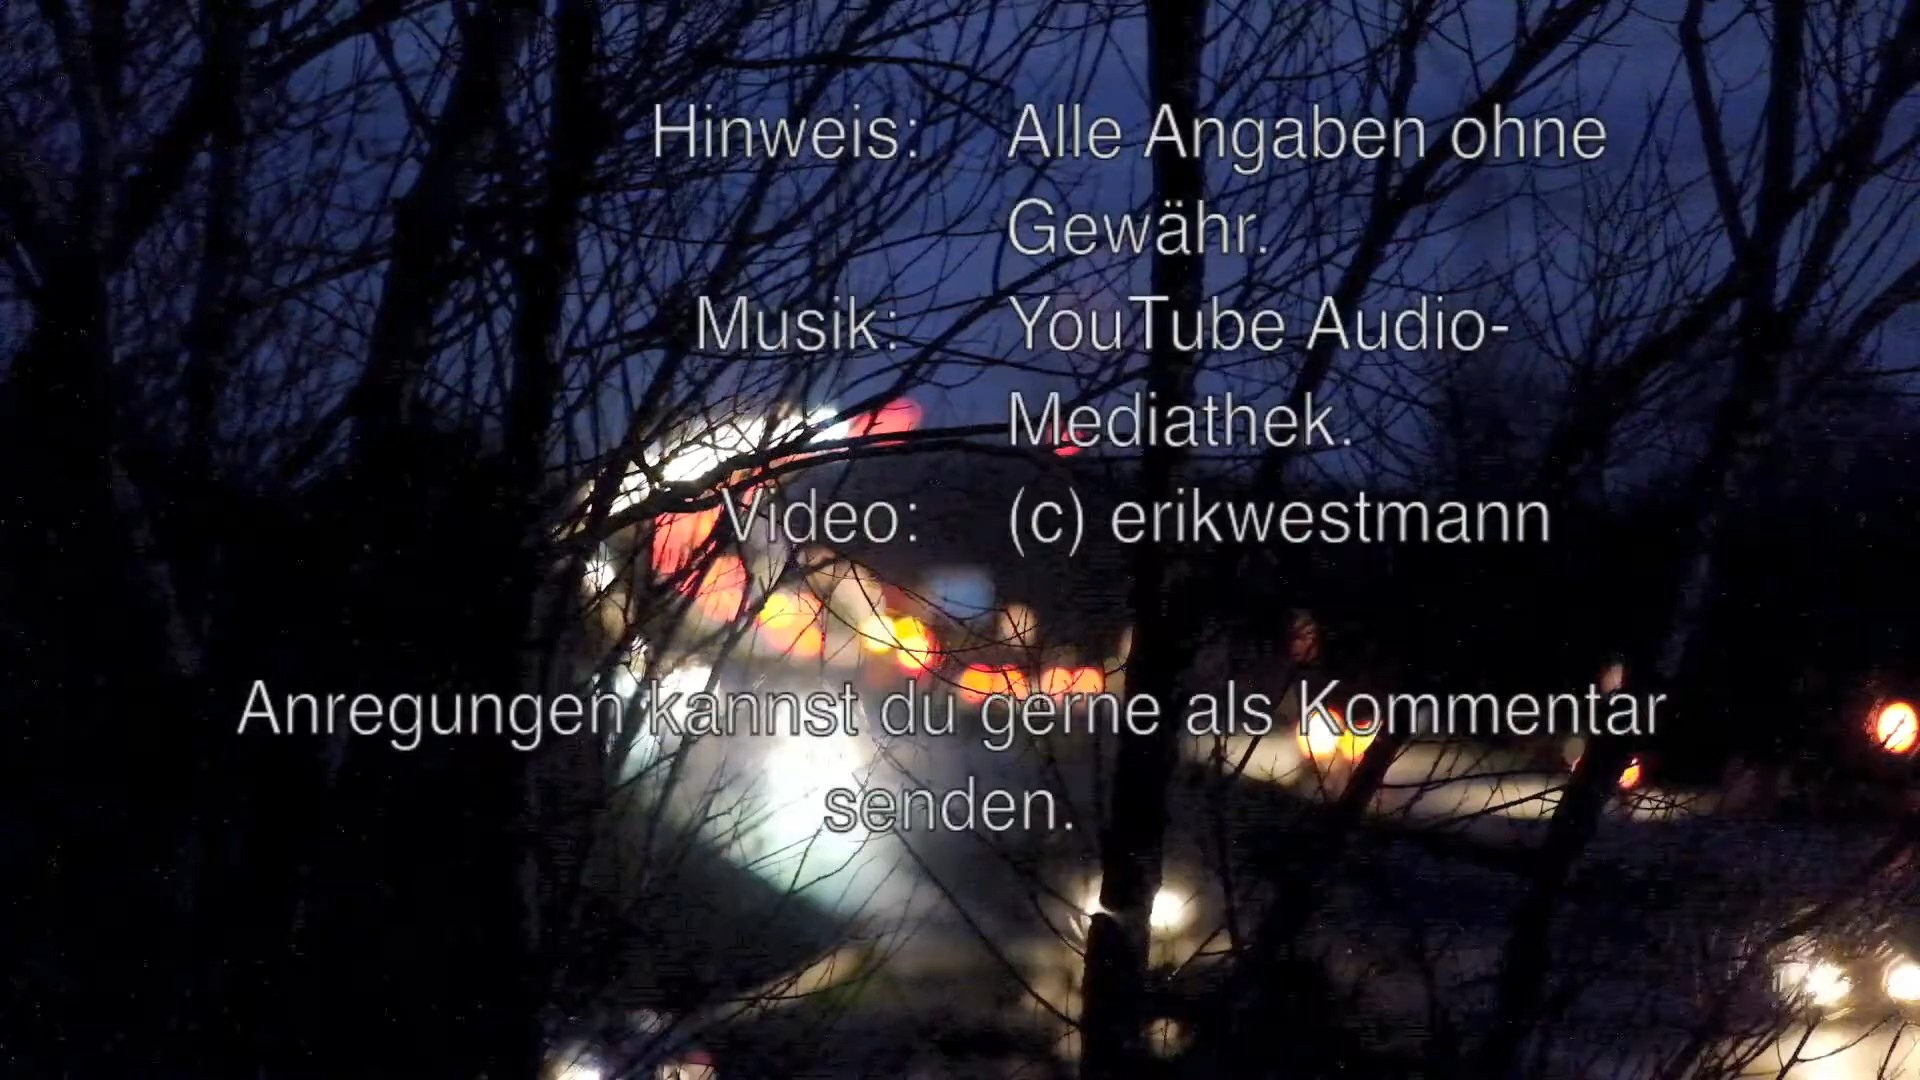 Hinweis: Alle Angaben ohne
Gewähr.
Musik: YouTube Audio-
Mediathek.
Video: (c) erikwestmann
Anregungen kannst du gerne als Kommentar
senden.